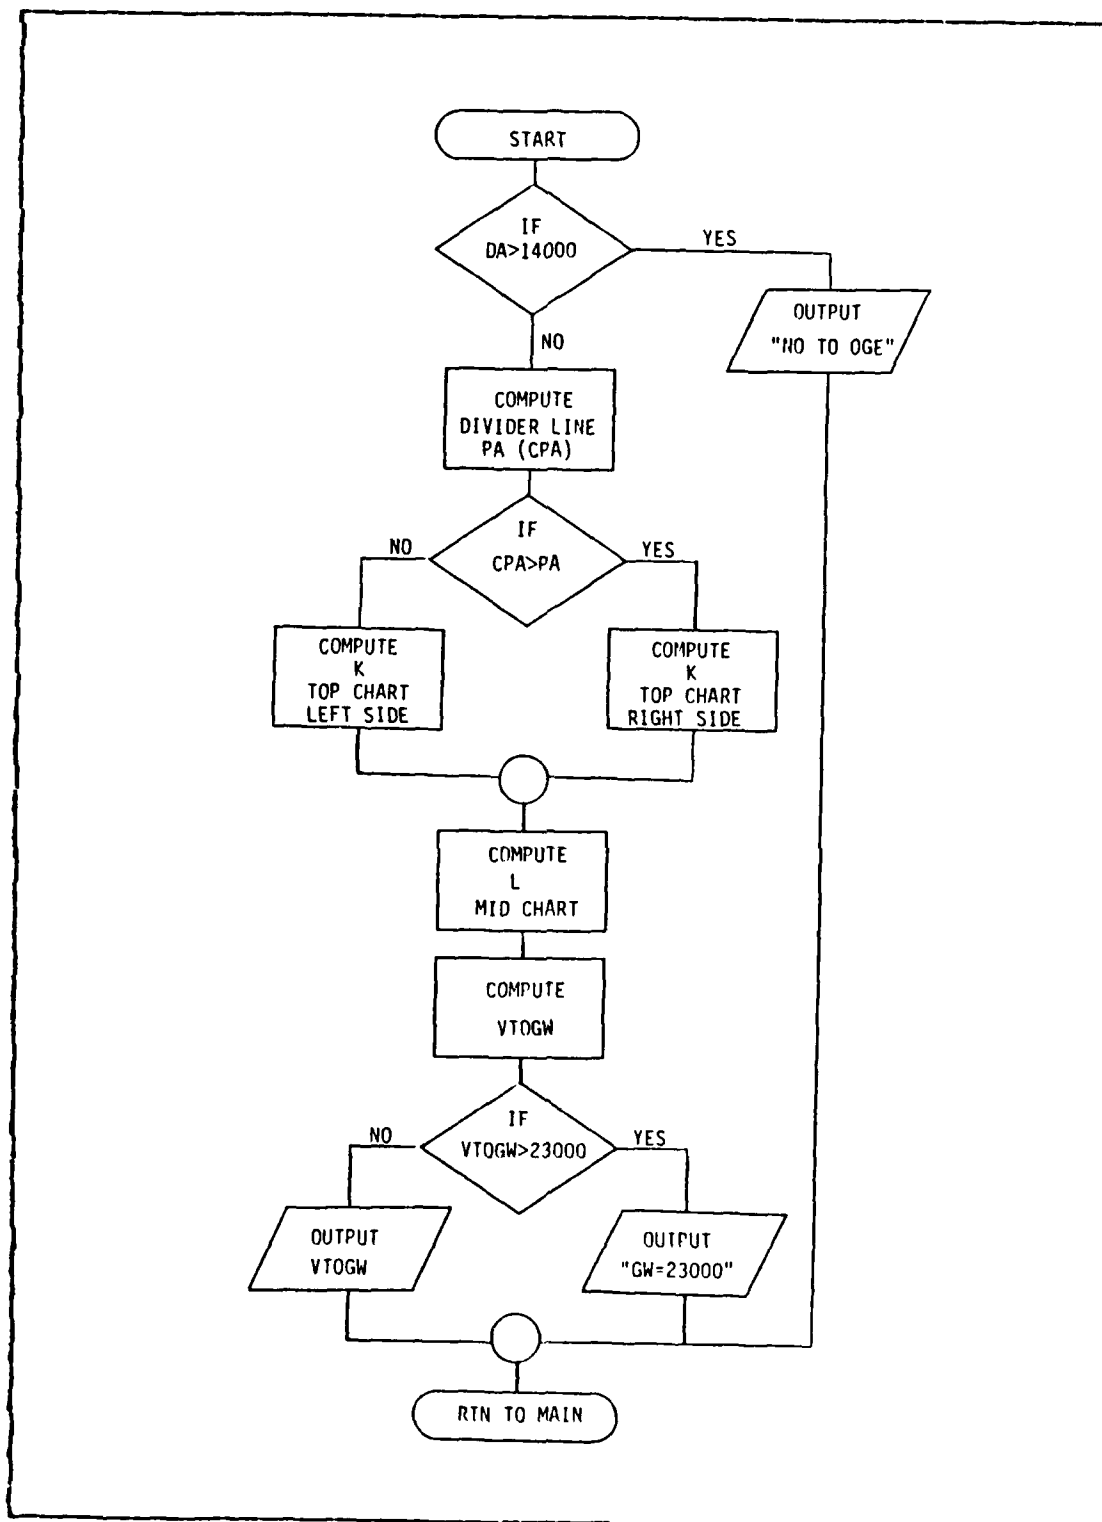 START
IF
DA>14000
YES
OUTPUT
"NO TO OGE"
NO
COMPUTE
DIVIDER LINE
PA (CPA)
IF
CPA>PA
NO
YES
COMPUTE
K
TOP CHART
LEFT SIDE
COMPUTE
K
TOP CHART
RIGHT SIDE
COMPUTE
L
MID CHART
COMPUTE
VTOGW
IF
VTOGW>23000
NO
YES
OUTPUT
VTOGW
OUTPUT
"GW=23000"
RTN TO MAIN